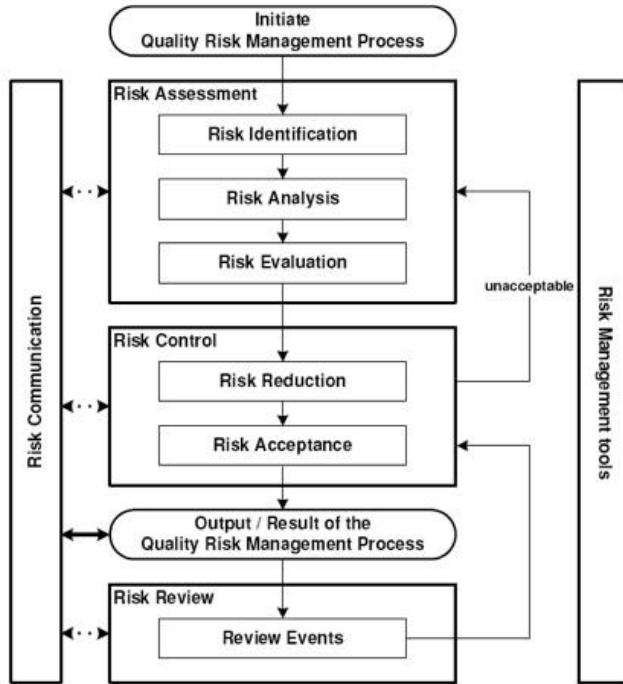 Initiate
Quality Risk Management Process
Risk Assessment
Risk Identification
Risk Analysis
Risk Evaluation
unacceptable
Risk Control
Risk Reduction
Risk Acceptance
Output / Result of the
Quality Risk Management Process
Risk Review
Review Events
Risk Communication
Risk Management tools